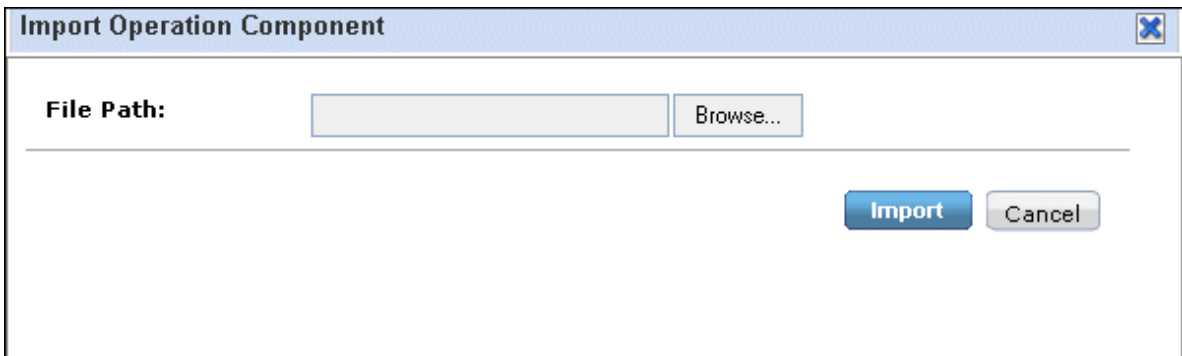 Import Operation Component
File Path:
Browse...
Import
Cancel